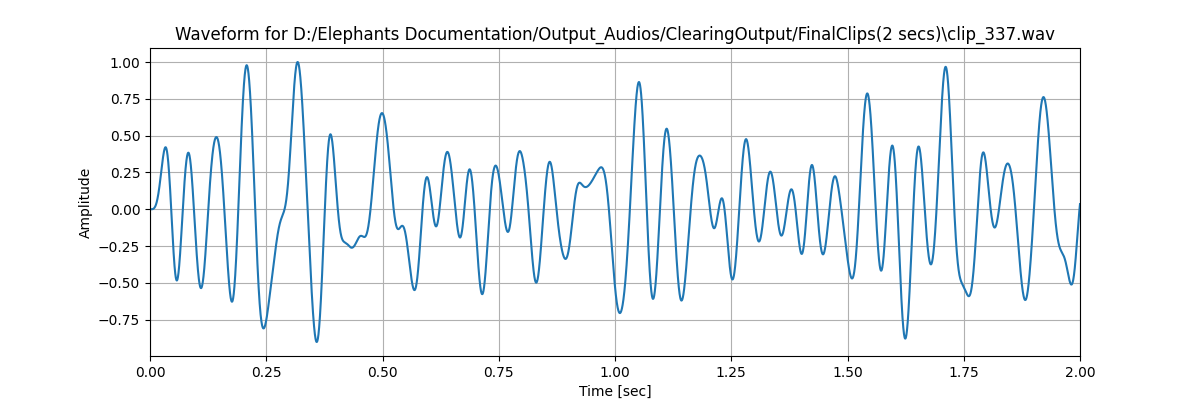 Waveform for D:/Elephants Documentation/Output_Audios/ClearingOutput/FinalClips(2 secs)\clip_337.wav
1.00
0.75
0.50
0.25
0.00
−0.25
−0.50
−0.75
Amplitude
0.00 0.25 0.50 0.75 1.00 1.25 1.50 1.75 2.00
Time [sec]